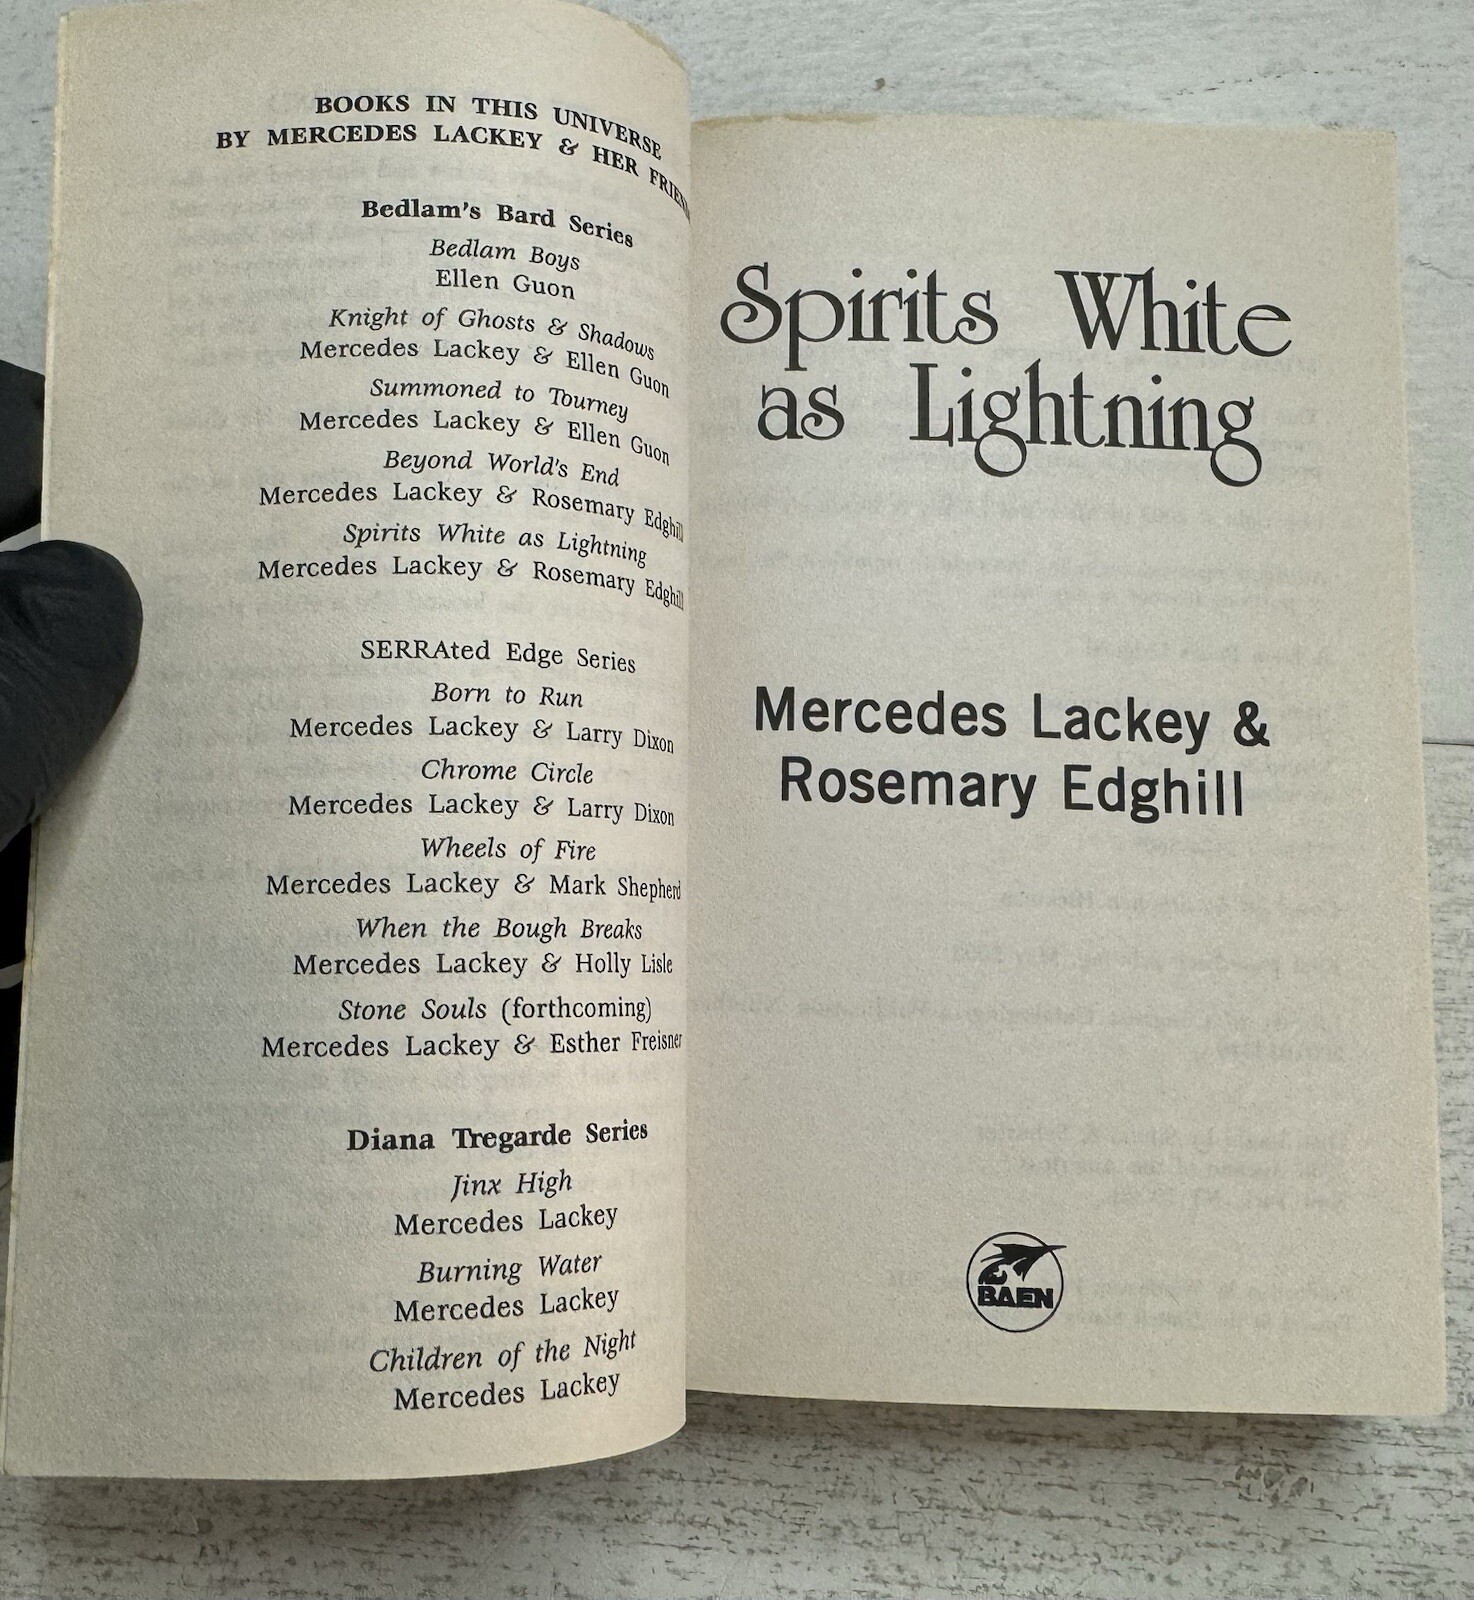 BOOKS IN THIS UNIVERSE
BY MERCEDES LACKEY & HER
Bedlam's Bard Series
Bedlam Boys
Ellen Guon
Knight of Ghosts & Shadows
Mercedes Lackey & Ellen Guon
Summoned to Tourney
Mercedes Lackey & Ellen Guon
Beyond World's End
Mercedes Lackey & Rosemary Edghill
Spirits White as Lightning
Mercedes Lackey & Rosemary Edghill
SERRAted Edge Series
Born to Run
Mercedes Lackey & Larry Dixon
Chrome Circle
Mercedes Lackey & Larry Dixon
Wheels of Fire
Mercedes Lackey & Mark Shepherd
When the Bough Breaks
Mercedes Lackey & Holly Lisle
Stone Souls (forthcoming)
Mercedes Lackey & Esther Freisner
Diana Tregarde Series
Jinx High
Mercedes Lackey
Burning Water
Mercedes Lackey
Children of the Night
Mercedes Lackey
Spirits White
as Lightning
Mercedes Lackey &
Rosemary Edghill
BAEN